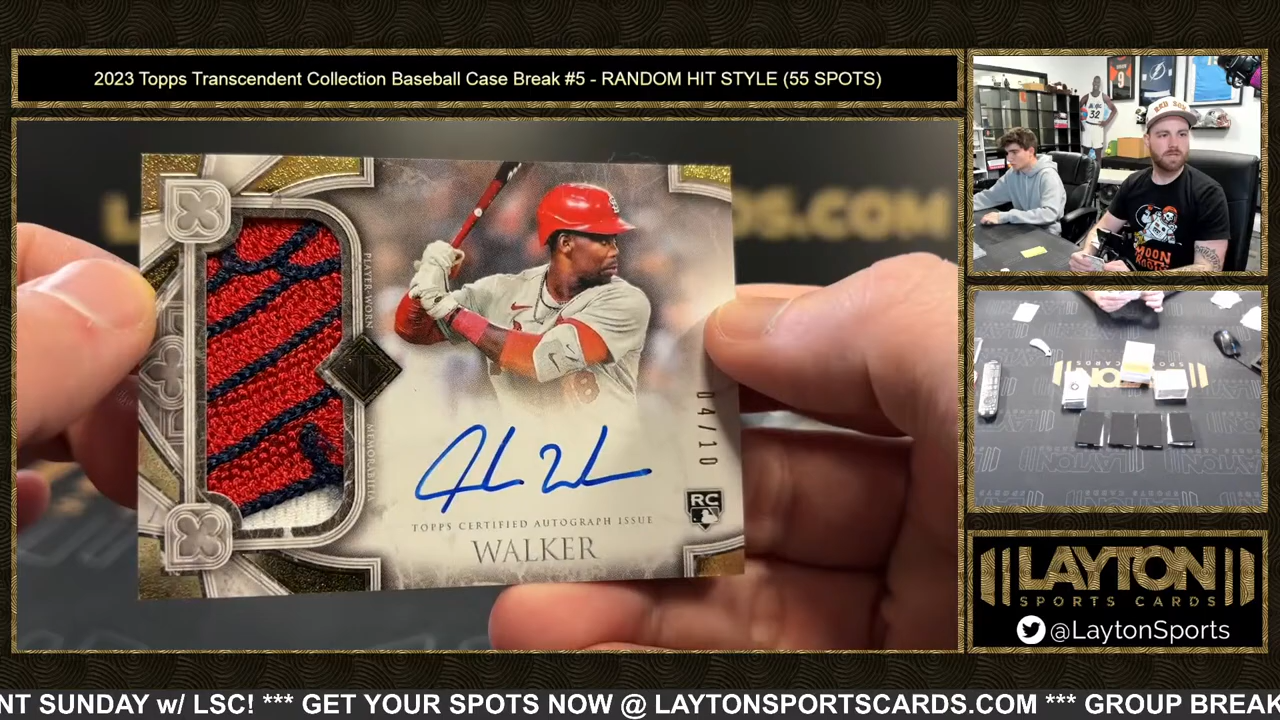 2023 Topps Transcendent Collection Baseball Case Break #5 - RANDOM HIT STYLE (55 SPOTS)
PLAYER-WORN
MEMORABILIA
04/10
RC
TOPPS CERTIFIED AUTOGRAPH ISSUE
WALKER
LAYTON
SPORTS CARDS
@LaytonSports
NT SUNDAY w/ LSC! *** GET YOUR SPOTS NOW @ LAYTONSPORTSCARDS.COM *** GROUP BREAK